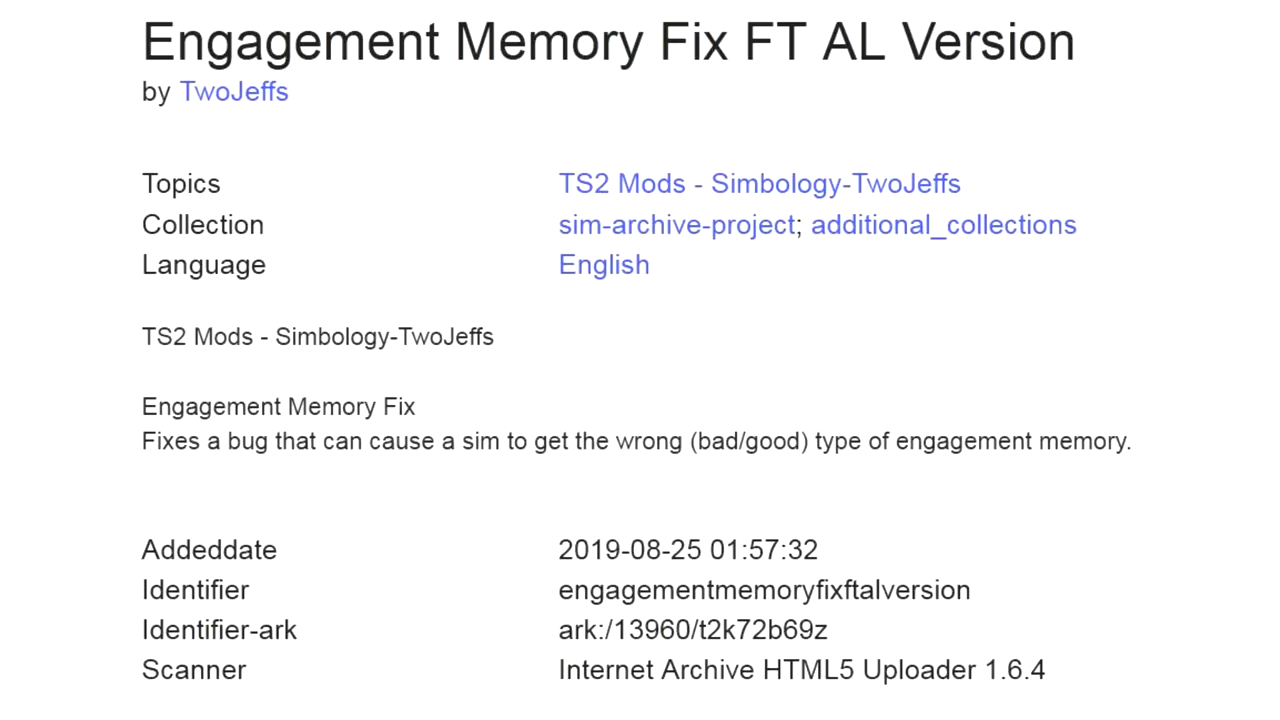 Engagement Memory Fix FT AL Version
by TwoJeffs
Topics TS2 Mods - Simbology-TwoJeffs
Collection sim-archive-project; additional_collections
Language English
TS2 Mods - Simbology-TwoJeffs
Engagement Memory Fix
Fixes a bug that can cause a sim to get the wrong (bad/good) type of engagement memory.
Addeddate 2019-08-25 01:57:32
Identifier engagementmemoryfixftalversion
Identifier-ark ark:/13960/t2k72b69z
Scanner Internet Archive HTML5 Uploader 1.6.4